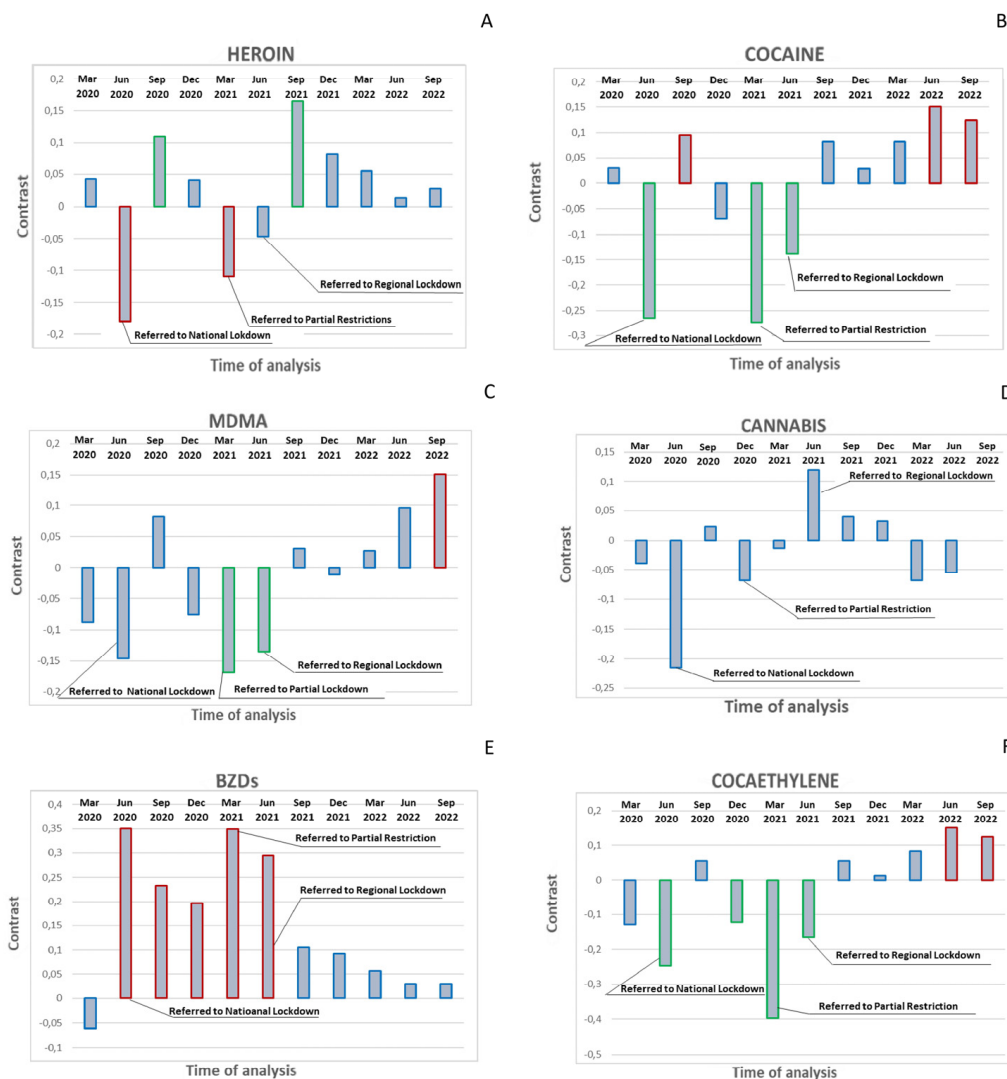 A
HEROIN
Mar Jun Sep Dec Mar Jun Sep Dec Mar Jun Sep
2020 2020 2020 2020 2021 2021 2021 2021 2022 2022 2022
0,2
0,15
0,1
0,05
0
-0,05
-0,1
-0,15
-0,2
Contrast
Referred to Regional Lockdown
Referred to Partial Restrictions
Referred to National Lokdown
Time of analysis
B
COCAINE
Mar Jun Sep Dec Mar Jun Sep Dec Mar Jun Sep
2020 2020 2020 2020 2021 2021 2021 2021 2022 2022 2022
0,2
0,15
0,1
0,05
0
-0,05
-0,1
-0,15
-0,2
-0,25
-0,3
Contrast
Referred to Regional Lockdown
Referred to Partial Restriction
Referred to National Lockdown
Time of analysis
C
MDMA
Mar Jun Sep Dec Mar Jun Sep Dec Mar Jun Sep
2020 2020 2020 2020 2021 2021 2021 2021 2022 2022 2022
0,2
0,15
0,1
0,05
0
-0,05
-0,1
-0,15
-0,2
Contrast
Referred to Regional Lockdown
Referred to National Lockdown
Referred to Partial Lockdown
Time of analysis
CANNABIS
Mar Jun Sep Dec Mar Jun Sep Dec Mar Jun Sep
2020 2020 2020 2020 2021 2021 2021 2021 2022 2022 2022
0,15
0,1
0,05
0
-0,05
-0,1
-0,15
-0,2
-0,25
Contrast
Referred to Regional Lockdown
Referred to Partial Restriction
Referred to National Lockdown
Time of analysis
E
BZDs
Mar Jun Sep Dec Mar Jun Sep Dec Mar Jun Sep
2020 2020 2020 2020 2021 2021 2021 2021 2022 2022 2022
0,4
0,35
0,3
0,25
0,2
0,15
0,1
0,05
0
-0,05
-0,1
Contrast
Referred to Partial Restriction
Referred to Regional Lockdown
Referred to Natioanal Lockdown
Time of analysis
F
COCAETHYLENE
Mar Jun Sep Dec Mar Jun Sep Dec Mar Jun Sep
2020 2020 2020 2020 2021 2021 2021 2021 2022 2022 2022
0,2
0,1
0
-0,1
-0,2
-0,3
-0,4
-0,5
Contrast
Referred to Regional Lockdown
Referred to National Lockdown
Referred to Partial Restriction
Time of analysis